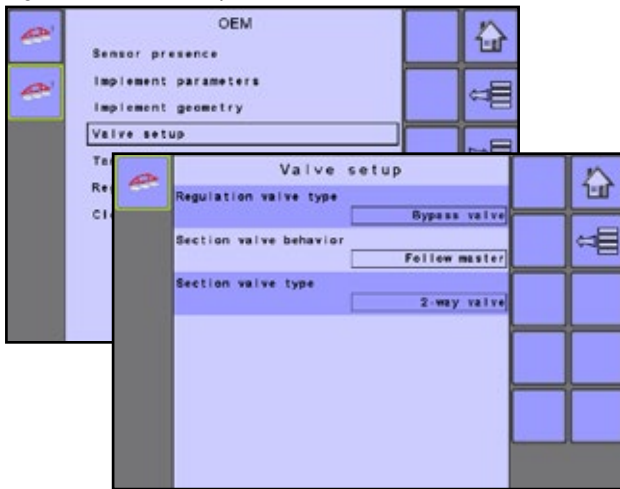 OEM
Sensor presence
Implement parameters
Implement geometry
Valve setup
Valve setup
Regulation valve type
Bypass valve
Section valve behavior
Follow master
Section valve type
2-way valve